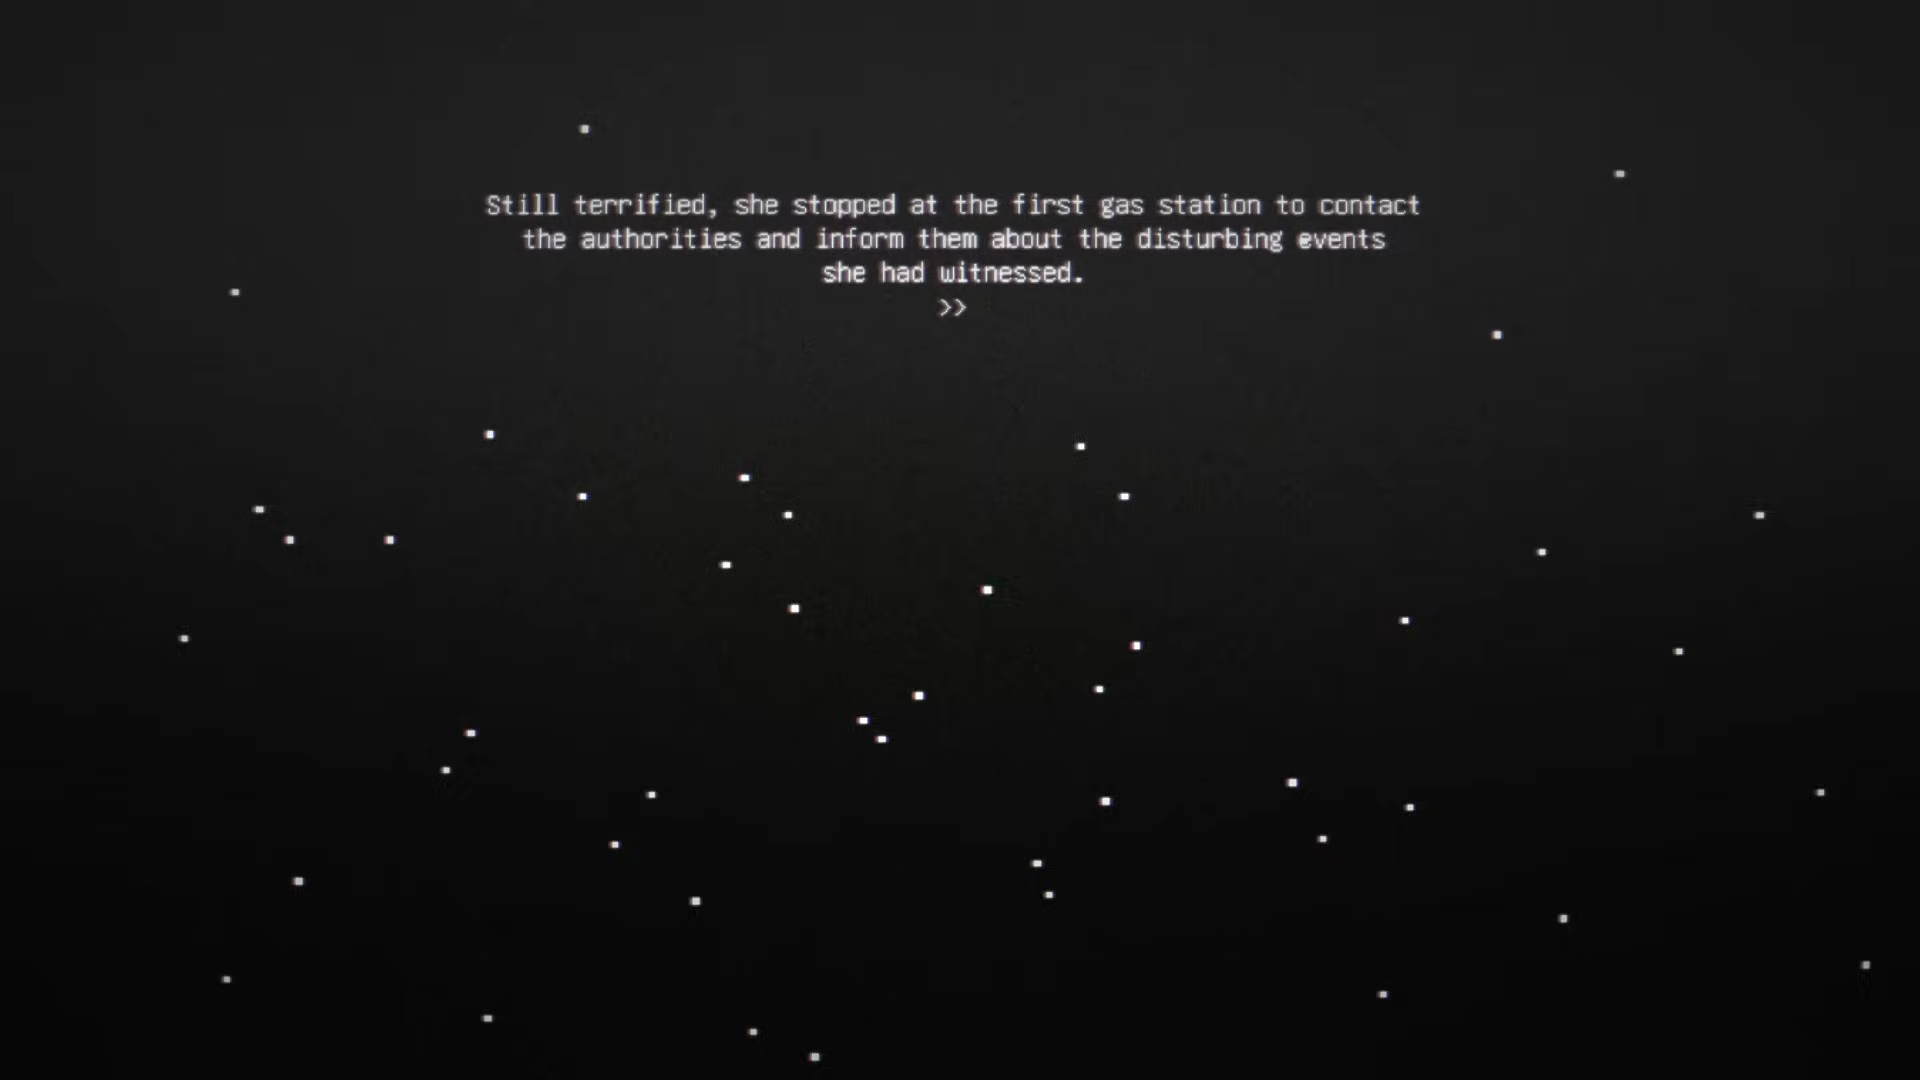 Still terrified, she stopped at the first gas station to contact
the authorities and inform them about the disturbing events
she had witnessed.
>>